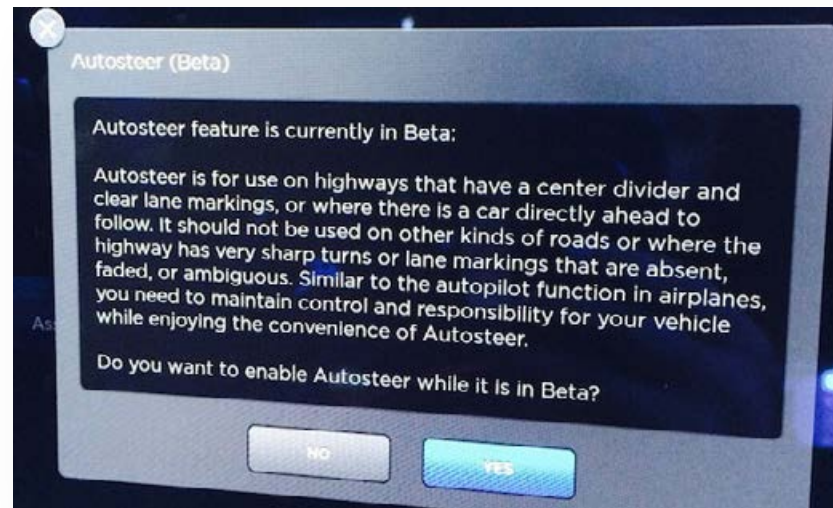 Autosteer (Beta)
Autosteer feature is currently in Beta:
Autosteer is for use on highways that have a center divider and
clear lane markings, or where there is a car directly ahead to
follow. It should not be used on other kinds of roads or where the
highway has very sharp turns or lane markings that are absent,
faded, or ambiguous. Similar to the autopilot function in airplanes,
you need to maintain control and responsibility for your vehicle
while enjoying the convenience of Autosteer.
Do you want to enable Autosteer while it is in Beta?
NO
YES